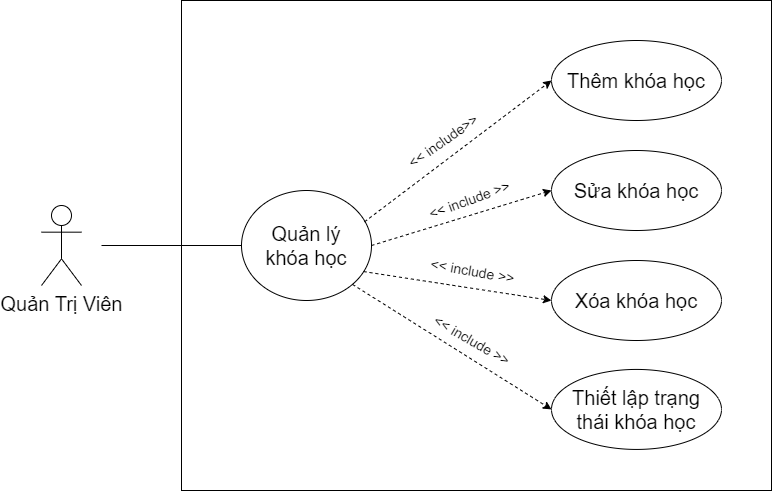 Thêm khóa học
<< include>>
Sửa khóa học
<< include >>
Quản lý
khóa học
Xóa khóa học
<< include >>
Quản Trị Viên
<< include >>
Thiết lập trạng
thái khóa học